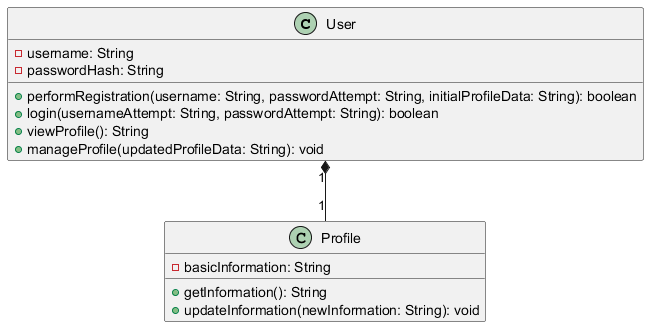 C User
username: String
passwordHash: String
performRegistration(username: String, passwordAttempt: String, initialProfileData: String): boolean
login(usernameAttempt: String, passwordAttempt: String): boolean
viewProfile(): String
manageProfile(updatedProfileData: String): void
1
1
C Profile
basicInformation: String
getInformation(): String
updateInformation(newInformation: String): void